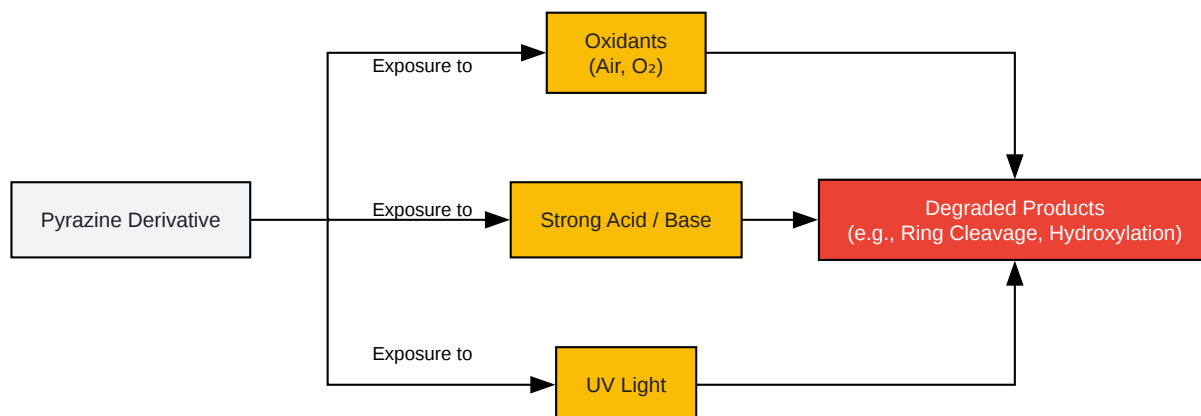 Oxidants
(Air, O₂)
Exposure to
Pyrazine Derivative
Exposure to
Strong Acid / Base
Degraded Products
(e.g., Ring Cleavage, Hydroxylation)
Exposure to
UV Light